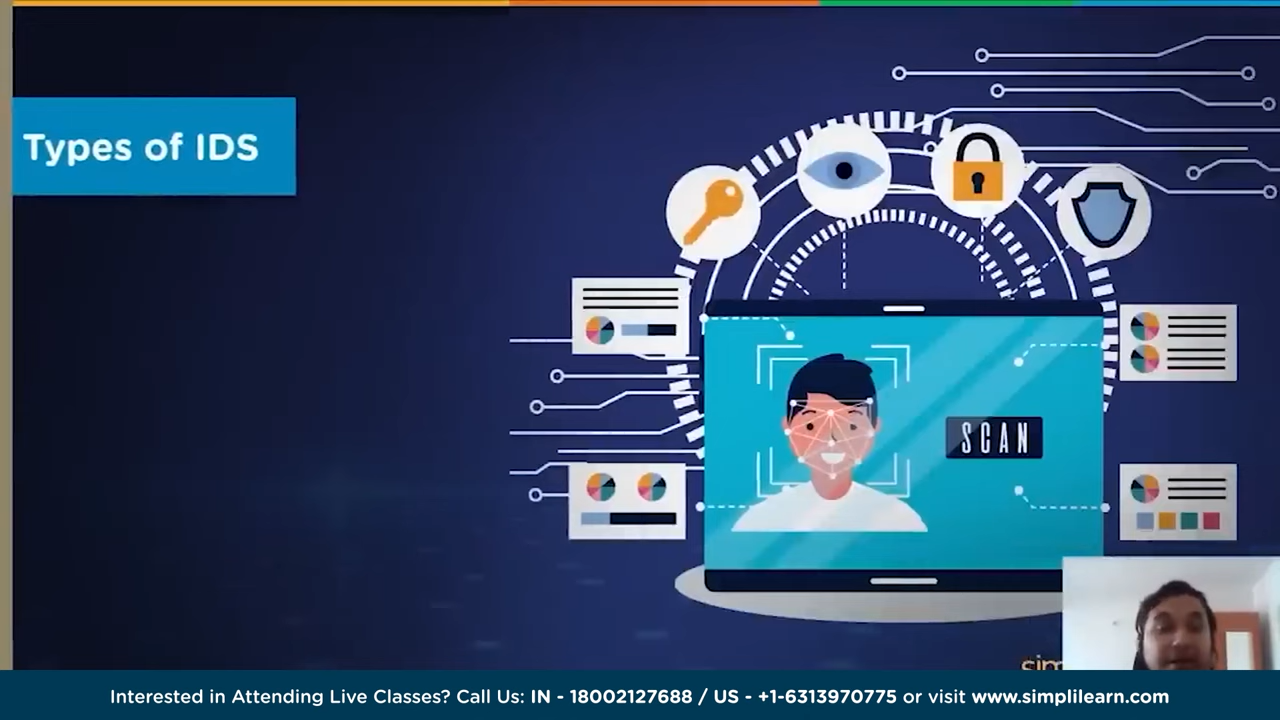 Types of IDS
SCAN
sim
Interested in Attending Live Classes? Call Us: IN - 18002127688 / US - +1-6313970775 or visit www.simplilearn.com